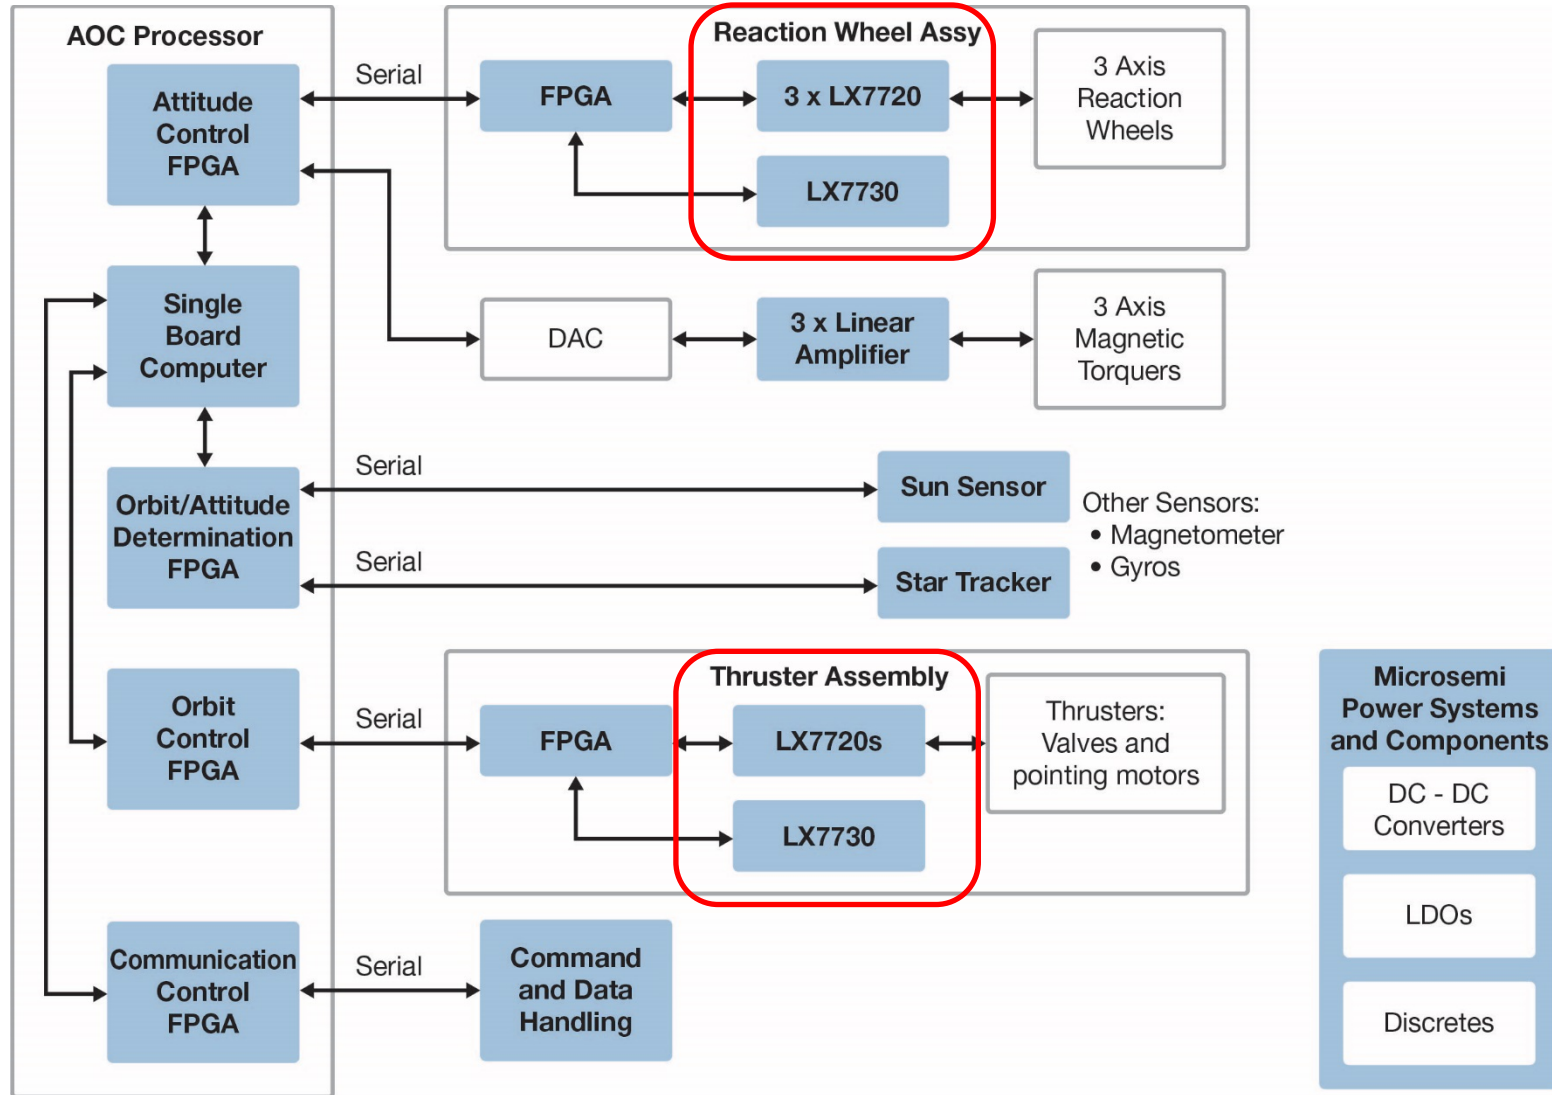 AOC Processor
Attitude
Control
FPGA
Single
Board
Computer
Orbit/Attitude
Determination
FPGA
Orbit
Control
FPGA
Communication
Control
FPGA
Serial
Reaction Wheel Assy
FPGA
3 x LX7720
LX7730
3 Axis
Reaction
Wheels
DAC
3 x Linear
Amplifier
3 Axis
Magnetic
Torquers
Serial
Sun Sensor
Serial
Star Tracker
Other Sensors:
• Magnetometer
• Gyros
Serial
Thruster Assembly
FPGA
LX7720s
LX7730
Thrusters:
Valves and
pointing motors
Serial
Command
and Data
Handling
Microsemi
Power Systems
and Components
DC - DC
Converters
LDOs
Discretes